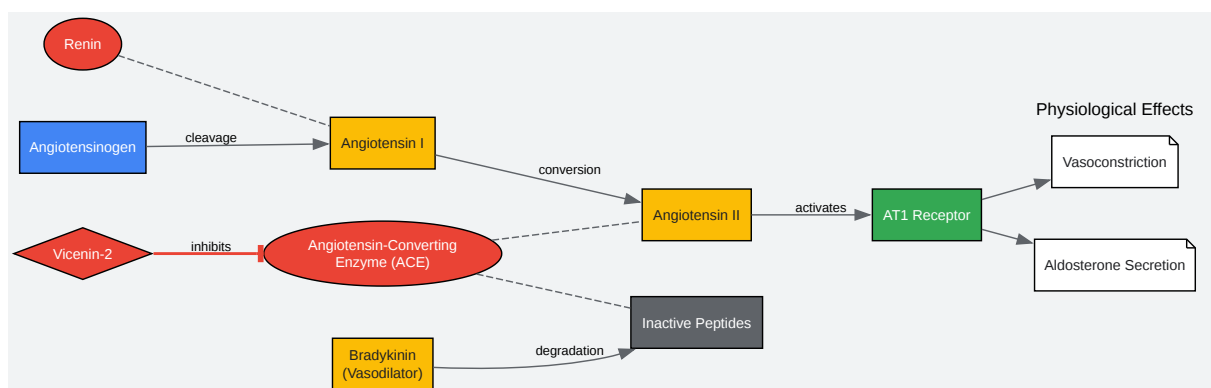 Renin
Physiological Effects
Angiotensinogen
cleavage
Angiotensin I
Vasoconstriction
conversion
Angiotensin II
activates
AT1 Receptor
Vicenin-2
inhibits
Angiotensin-Converting
Enzyme (ACE)
Aldosterone Secretion
Inactive Peptides
Bradykinin
(Vasodilator)
degradation